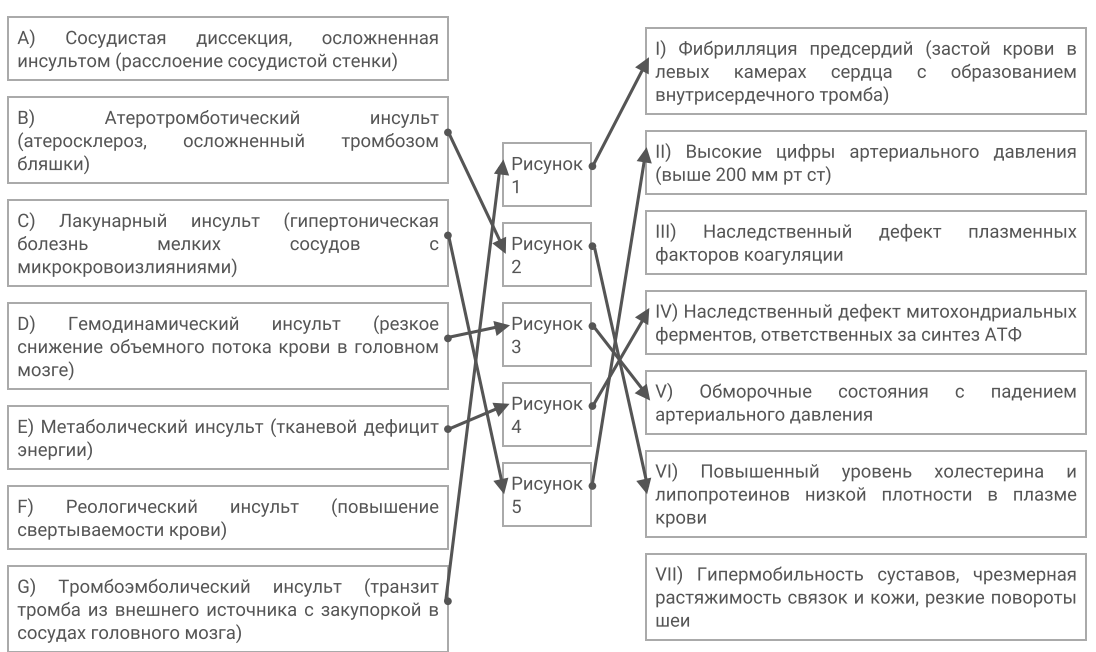 A) Сосудистая диссекция, осложненная
инсультом (расслоение сосудистой стенки)
B) Атеротромботический инсульт
(атеросклероз, осложненный тромбозом
бляшки)
C) Лакунарный инсульт (гипертоническая
болезнь мелких сосудов с
микрокровоизлияниями)
D) Гемодинамический инсульт (резкое
снижение объемного потока крови в головном
мозге)
E) Метаболический инсульт (тканевой дефицит
энергии)
F) Реологический инсульт (повышение
свертываемости крови)
G) Тромбоэмболический инсульт (транзит
тромба из внешнего источника с закупоркой в
сосудах головного мозга)
Рисунок
1
Рисунок
2
Рисунок
3
Рисунок
4
Рисунок
5
I) Фибрилляция предсердий (застой крови в
левых камерах сердца с образованием
внутрисердечного тромба)
II) Высокие цифры артериального давления
(выше 200 мм рт ст)
III) Наследственный дефект плазменных
факторов коагуляции
IV) Наследственный дефект митохондриальных
ферментов, ответственных за синтез АТФ
V) Обморочные состояния с падением
артериального давления
VI) Повышенный уровень холестерина и
липопротеинов низкой плотности в плазме
крови
VII) Гипермобильность суставов, чрезмерная
растяжимость связок и кожи, резкие повороты
шеи